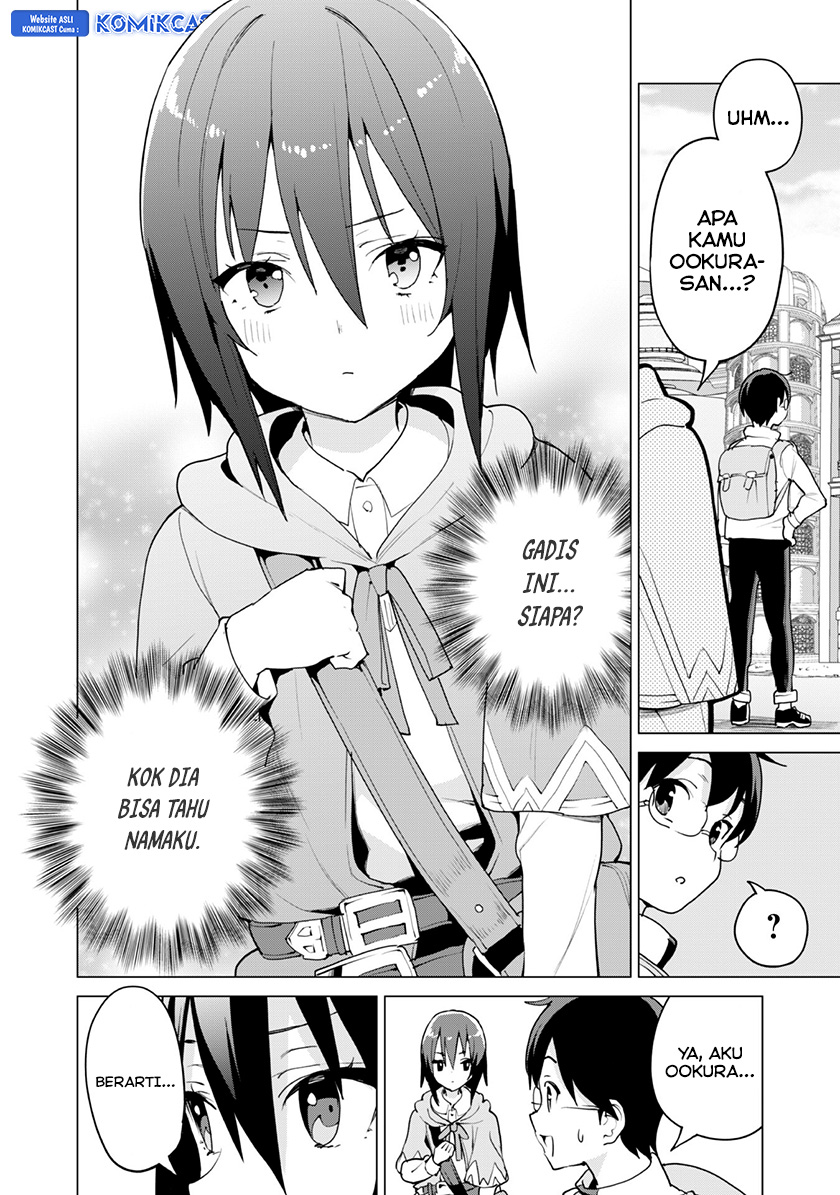 Website ASLI
KOMIKCAST Cuma :
KOMIKCAST
UHM...
APA
KAMU
OOKURA-
SAN...?
?
GADIS
INI...
SIAPA?
KOK DIA
BISA TAHU
NAMAKU.
YA, AKU
OOKURA...
BERARTI...